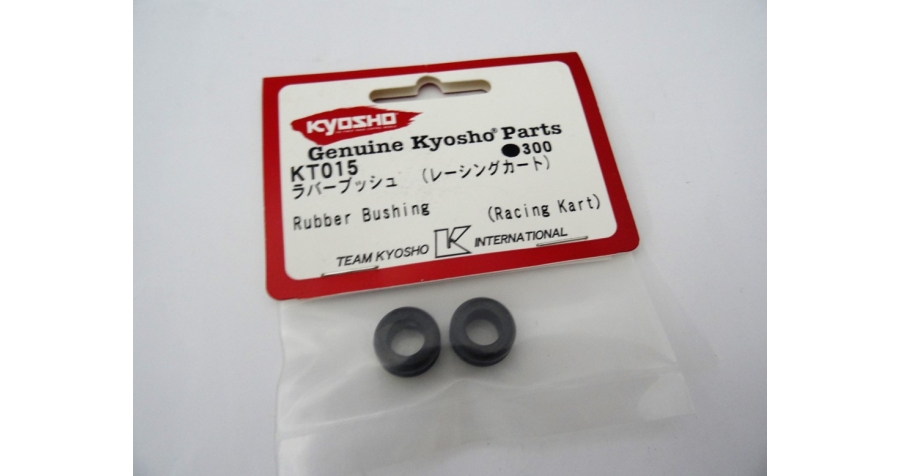 KYOSHO
Genuine Kyosho® Parts
KT015 ●300
ラバーブッシュ (レーシングカート)
Rubber Bushing (Racing Kart)
TEAM KYOSHO K INTERNATIONAL